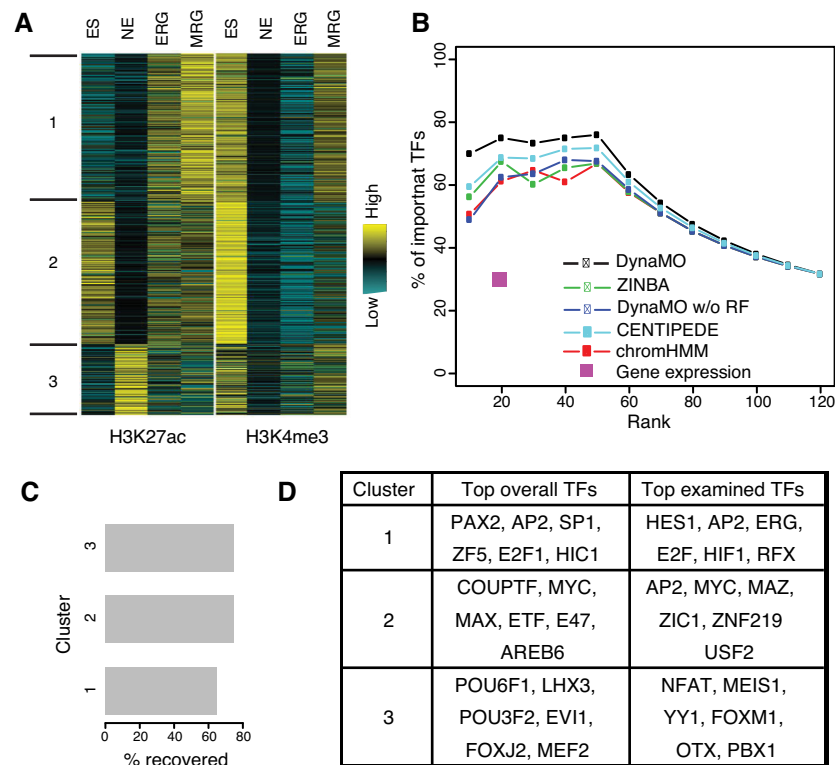 A
ES
NE
ERG
MRG
ES
NE
ERG
MRG
1
2
3
H3K27ac
H3K4me3
High
Low
B
% of importnat TFs
100
80
60
40
20
0
DynaMO
ZINBA
DynaMO w/o RF
CENTIPEDE
chromHMM
Gene expression
20
40
60
80
100
120
Rank
C
Cluster
3
2
1
0
20
40
60
80
% recovered
D
Cluster
Top overall TFs
Top examined TFs
1
PAX2, AP2, SP1,
ZF5, E2F1, HIC1
HES1, AP2, ERG,
E2F, HIF1, RFX
2
COUPTF, MYC,
MAX, ETF, E47,
AREB6
AP2, MYC, MAZ,
ZIC1, ZNF219
USF2
3
POU6F1, LHX3,
POU3F2, EVI1,
FOXJ2, MEF2
NFAT, MEIS1,
YY1, FOXM1,
OTX, PBX1